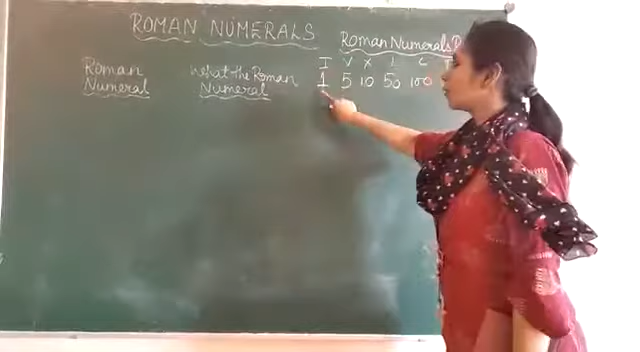 ROMAN NUMERALS
Roman Numerals
I V X L C
1 5 10 50 100
Roman
Numeral
What the Roman
Numeral